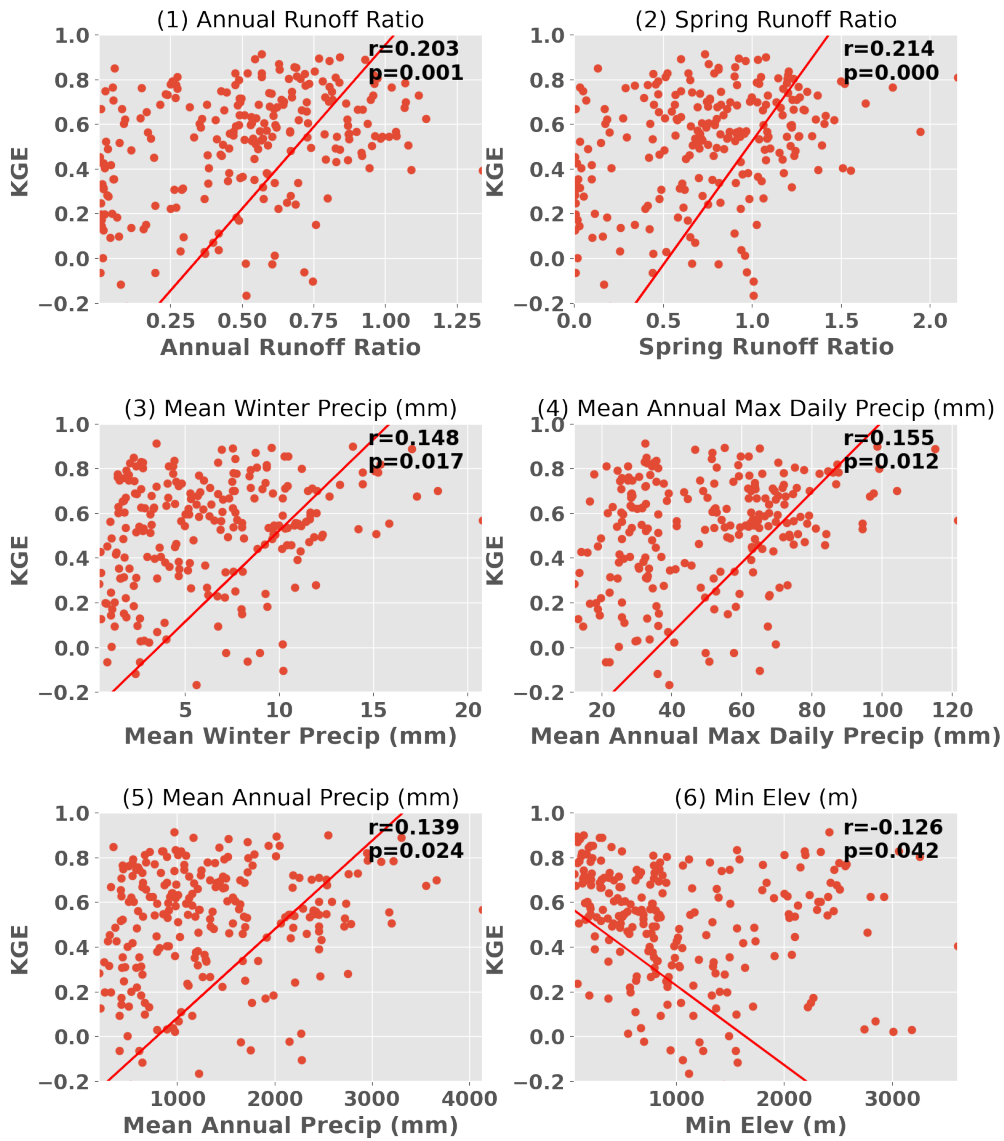 (1) Annual Runoff Ratio
r=0.203
p=0.001
1.0
0.8
0.6
0.4
0.2
0.0
−0.2
KGE
0.25 0.50 0.75 1.00 1.25
Annual Runoff Ratio
(2) Spring Runoff Ratio
r=0.214
p=0.000
1.0
0.8
0.6
0.4
0.2
0.0
−0.2
KGE
0.0 0.5 1.0 1.5 2.0
Spring Runoff Ratio
(3) Mean Winter Precip (mm)
r=0.148
p=0.017
1.0
0.8
0.6
0.4
0.2
0.0
−0.2
KGE
5 10 15 20
Mean Winter Precip (mm)
(4) Mean Annual Max Daily Precip (mm)
r=0.155
p=0.012
1.0
0.8
0.6
0.4
0.2
0.0
−0.2
KGE
20 40 60 80 100 120
Mean Annual Max Daily Precip (mm)
(5) Mean Annual Precip (mm)
r=0.139
p=0.024
1.0
0.8
0.6
0.4
0.2
0.0
−0.2
KGE
1000 2000 3000 4000
Mean Annual Precip (mm)
(6) Min Elev (m)
r=-0.126
p=0.042
1.0
0.8
0.6
0.4
0.2
0.0
−0.2
KGE
1000 2000 3000
Min Elev (m)